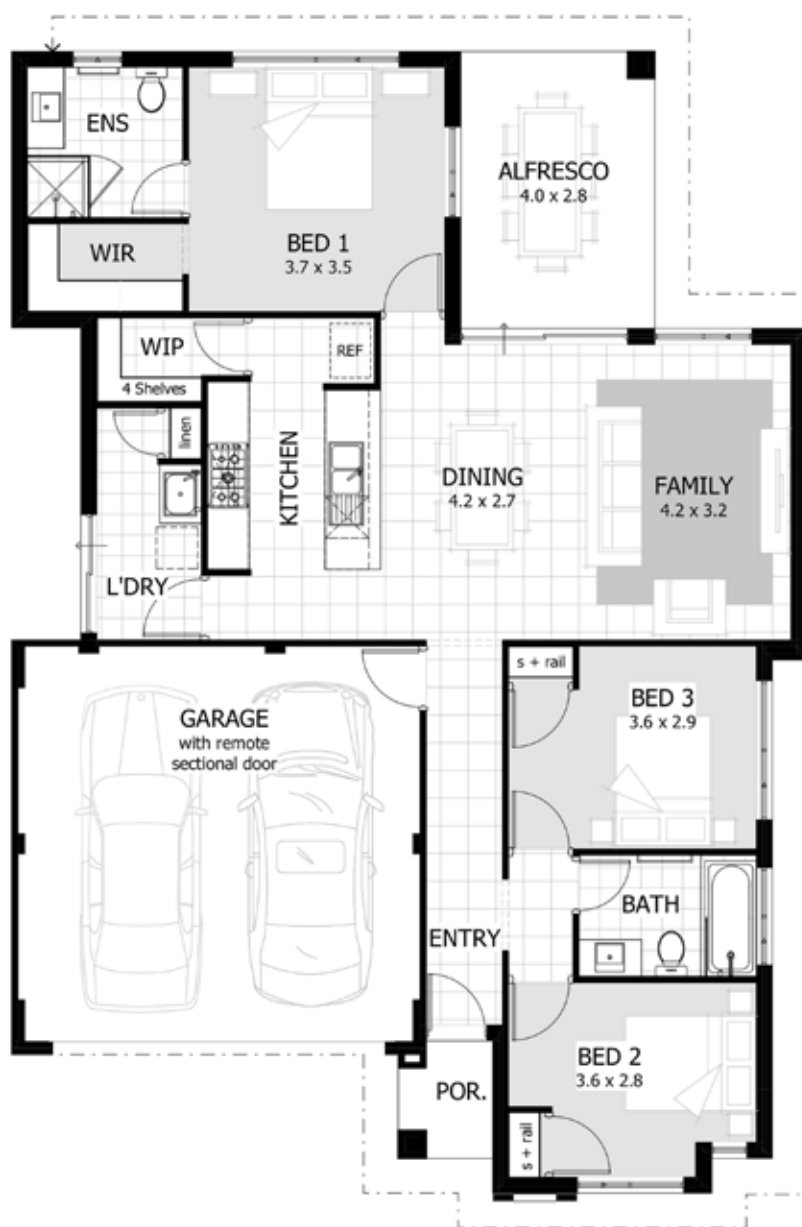 ENS
ALFRESCO
4.0 x 2.8
BED 1
3.7 x 3.5
WIR
WIP
REF
4 Shelves
linen
KITCHEN
DINING
4.2 x 2.7
FAMILY
4.2 x 3.2
L'DRY
s + rail
GARAGE
with remote
sectional door
BED 3
3.6 x 2.9
BATH
ENTRY
BED 2
3.6 x 2.8
POR.
s + rail